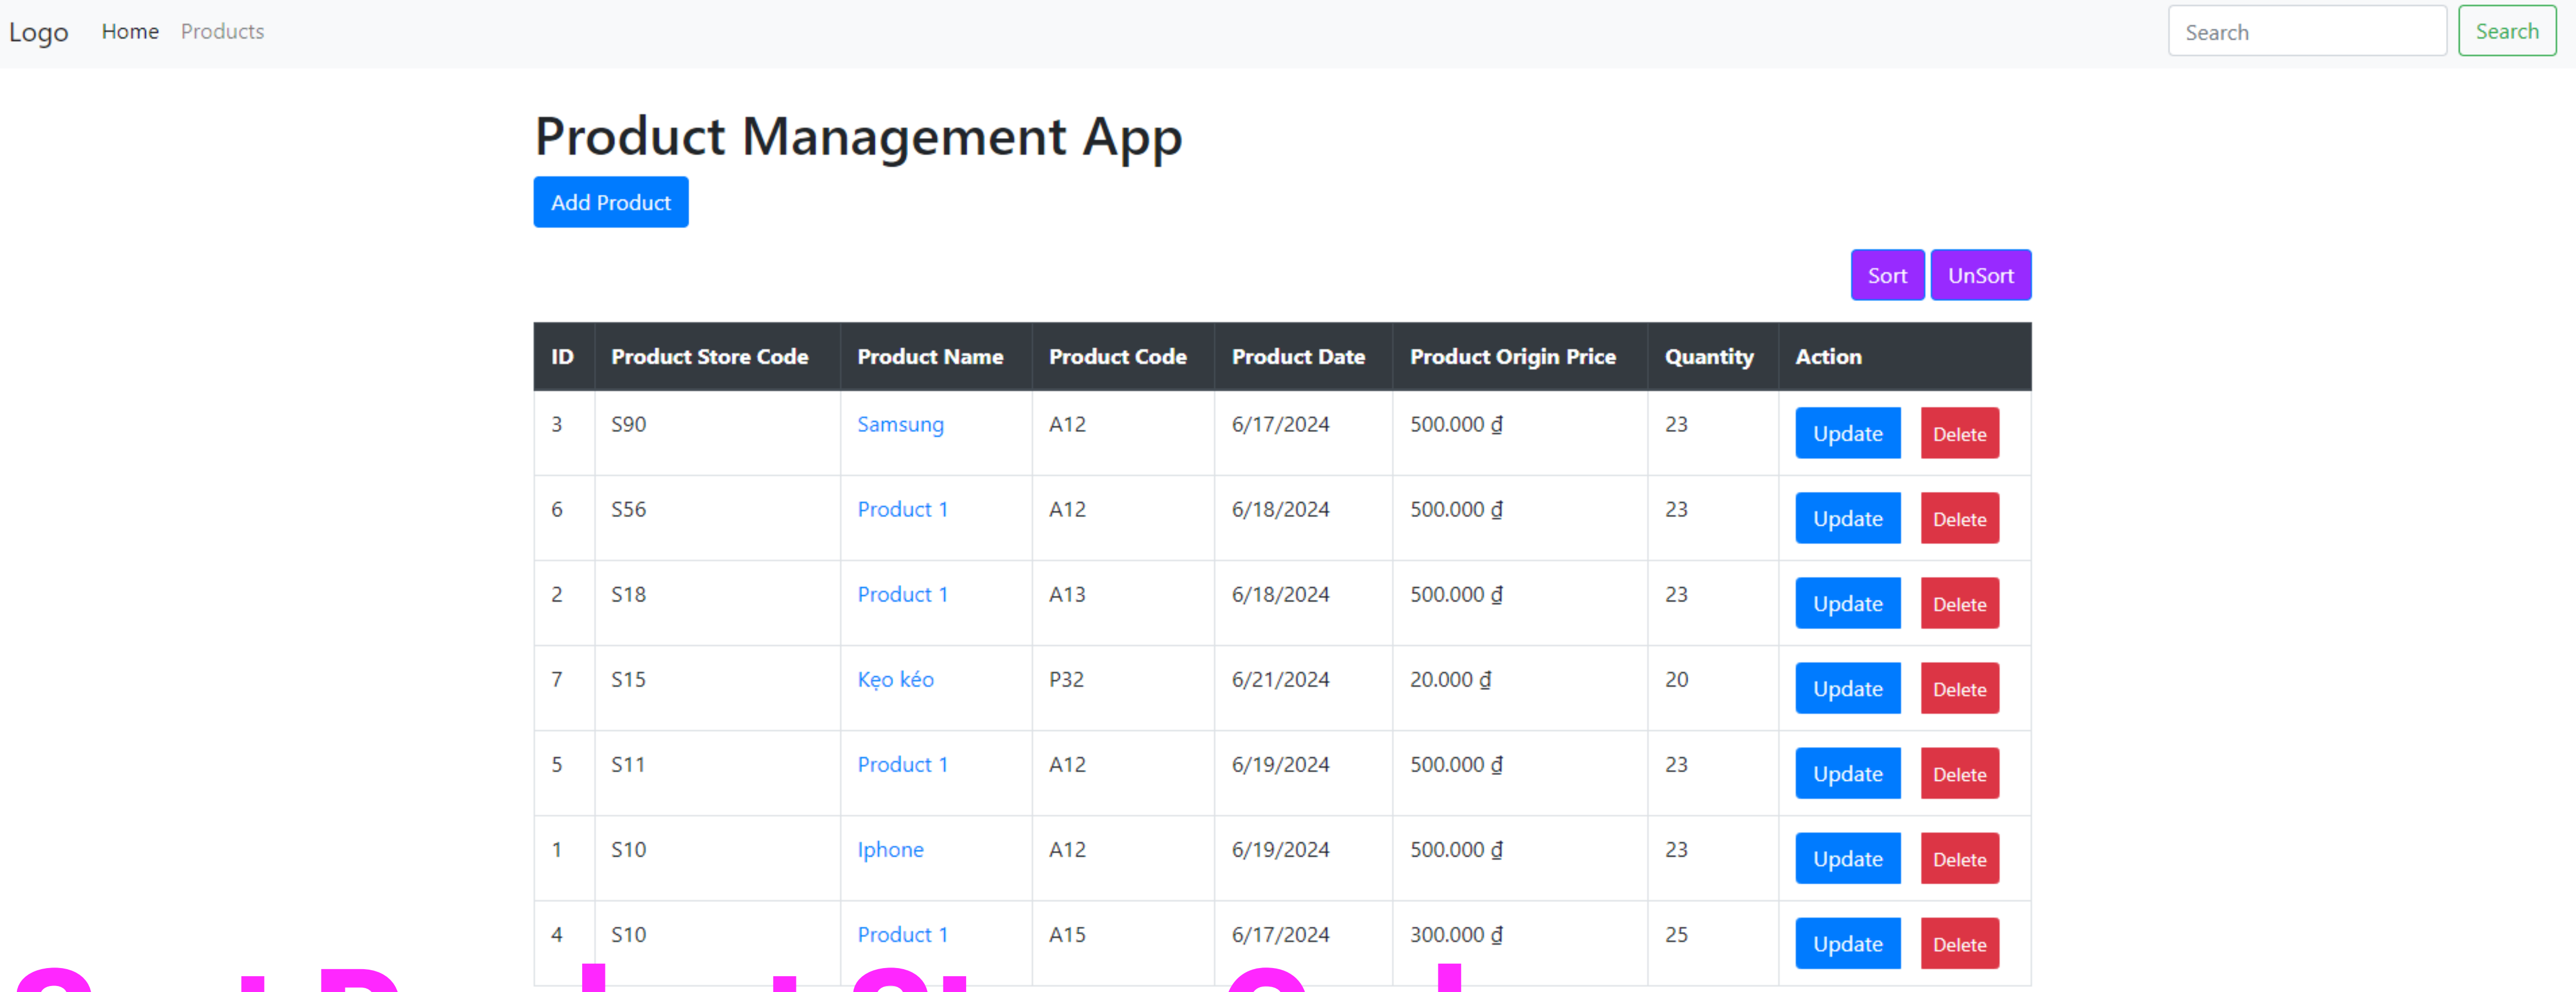 Logo Home Products Search Search
Product Management App
Add Product
Sort UnSort
ID Product Store Code Product Name Product Code Product Date Product Origin Price Quantity Action
3 S90 Samsung A12 6/17/2024 500.000 ₫ 23 Update Delete
6 S56 Product 1 A12 6/18/2024 500.000 ₫ 23 Update Delete
2 S18 Product 1 A13 6/18/2024 500.000 ₫ 23 Update Delete
7 S15 Kẹo kéo P32 6/21/2024 20.000 ₫ 20 Update Delete
5 S11 Product 1 A12 6/19/2024 500.000 ₫ 23 Update Delete
1 S10 Iphone A12 6/19/2024 500.000 ₫ 23 Update Delete
4 S10 Product 1 A15 6/17/2024 300.000 ₫ 25 Update Delete